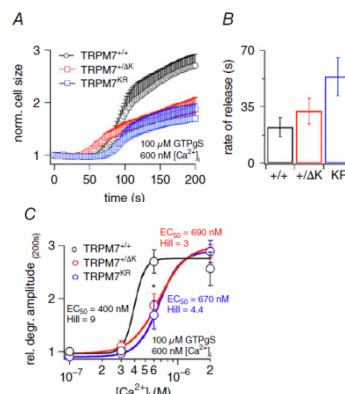 A
B
norm. cell size
3
2
1
TRPM7+/+
TRPM7+/ΔK
TRPM7KR
100 µM GTPgS
600 nM [Ca2+]i
0 50 100 150 200
time (s)
rate of release (s)
75
50
25
0
+/+ +/ΔK KR
C
rel. degr. amplitude (200s)
3
2
1
TRPM7+/+
TRPM7+/ΔK
TRPM7KR
EC50 = 690 nM
Hill = 3
EC50 = 400 nM
Hill = 9
*
EC50 = 670 nM
Hill = 4.4
100 µM GTPgS
600 nM [Ca2+]i
10-7 2 3 4 5 6 10-6 2
[Ca2+]i (M)